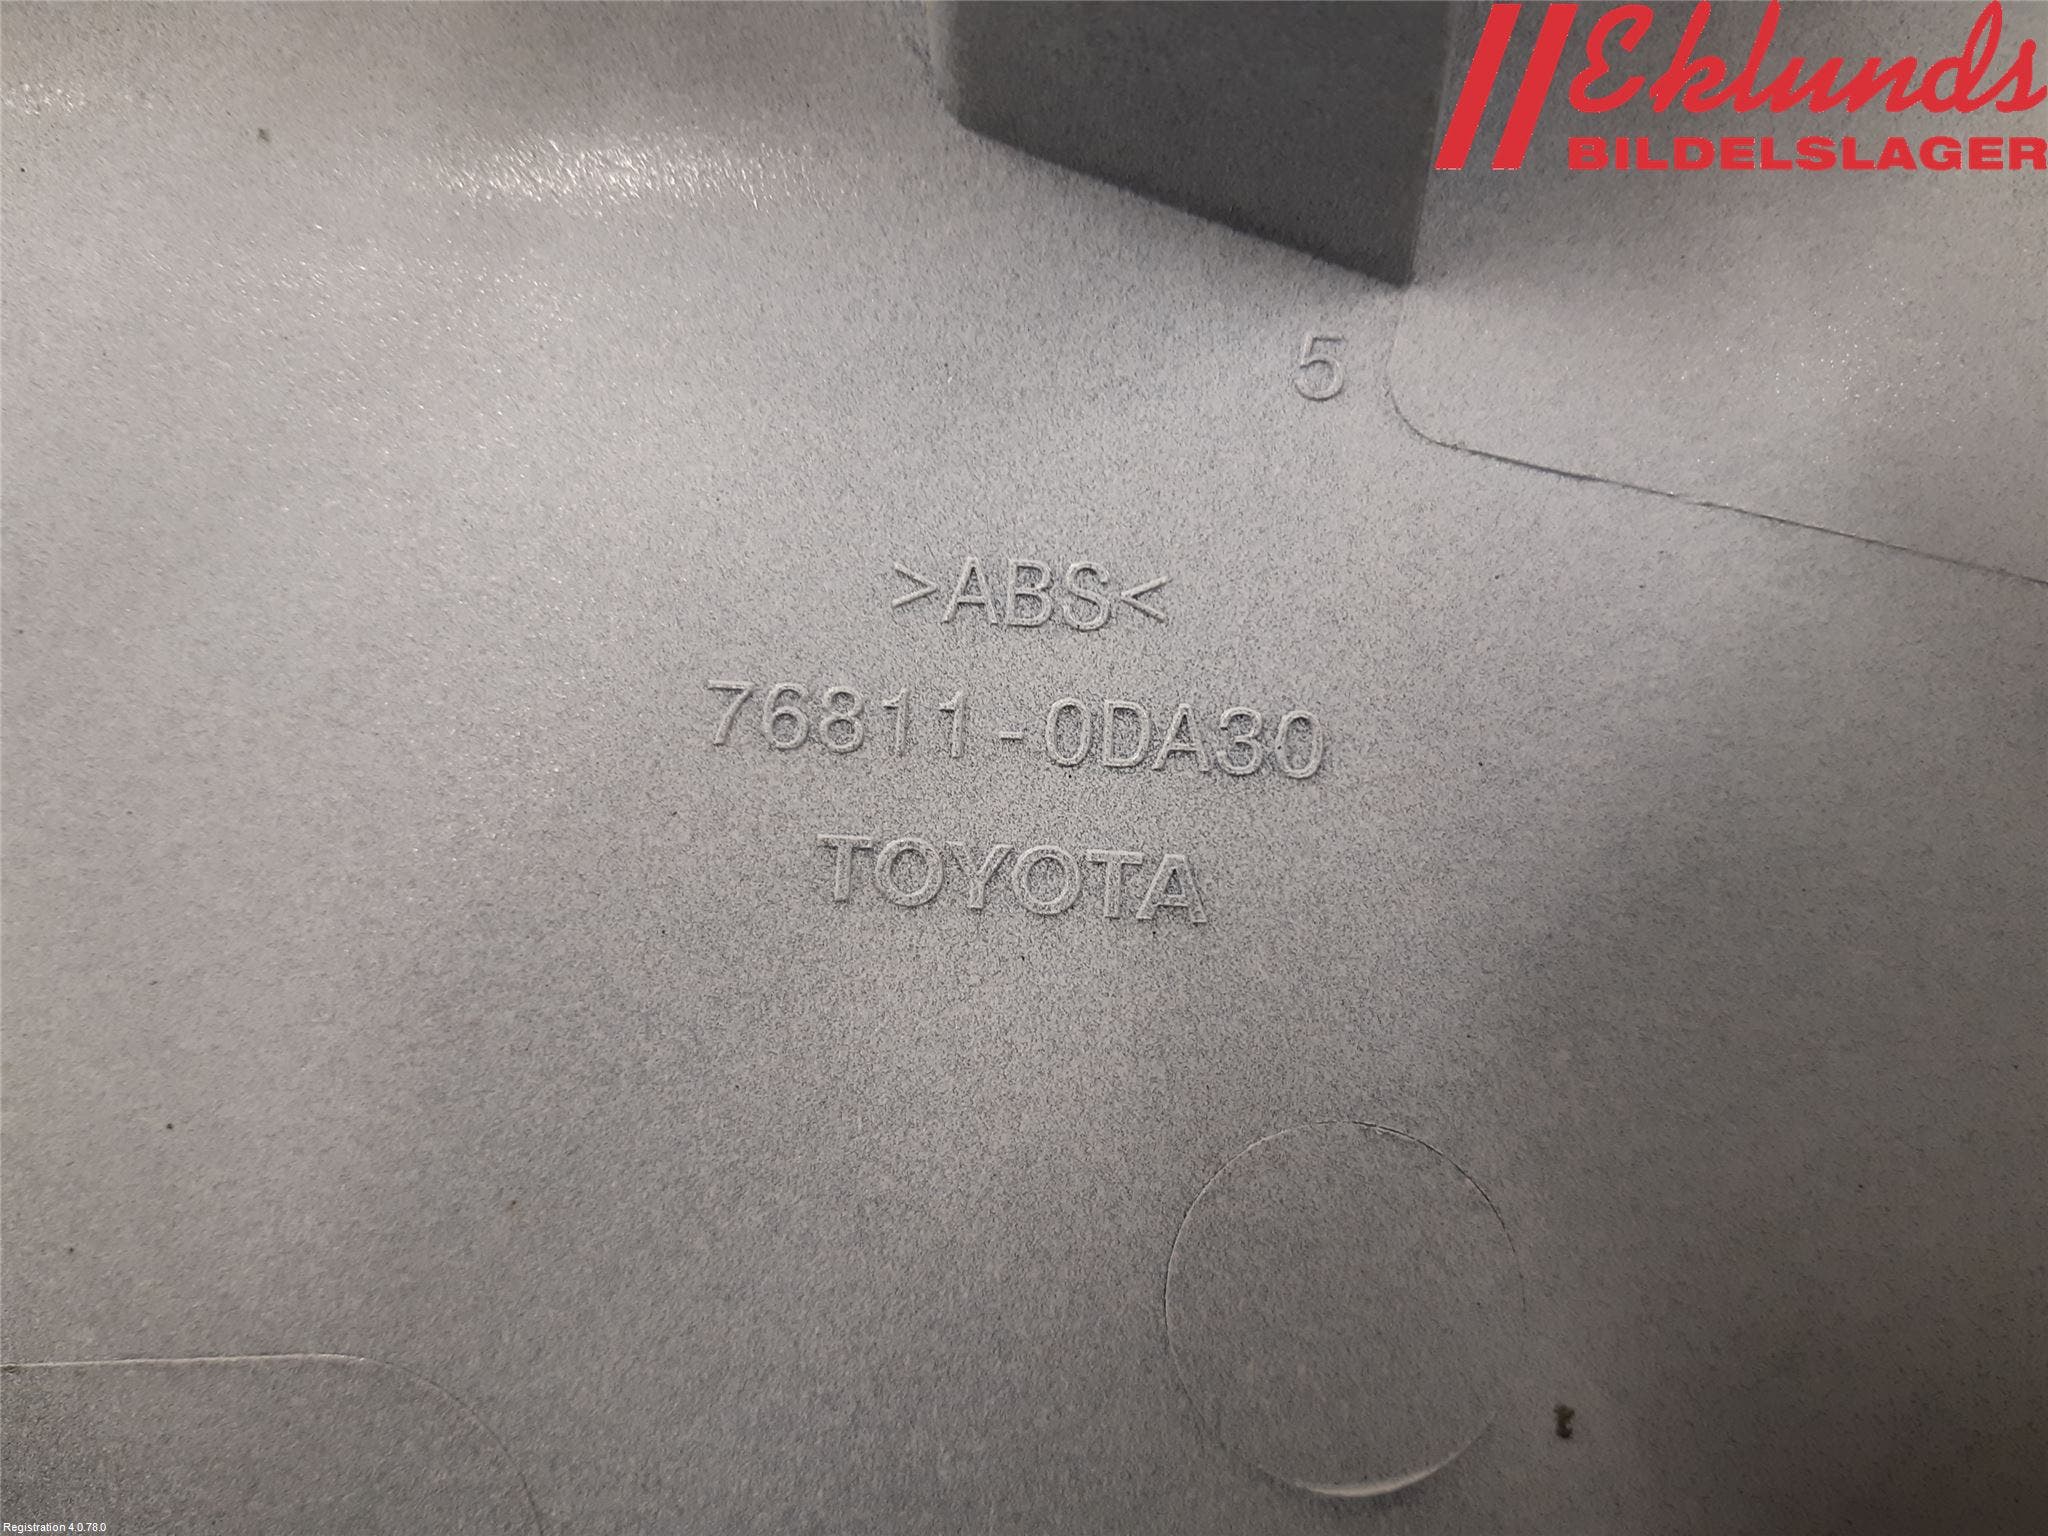 Eklunds
BILDELSLAGER
5
>ABS<
76811-0DA30
TOYOTA
Registration 4.0.78.0